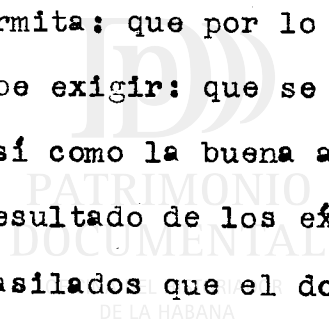 rmita: que por lo
be exigir: que se
sí como la buena a
PATRIMONIO
esultado de los ex
DOCUMENTAL
asilados que el do
DE LA HABANA